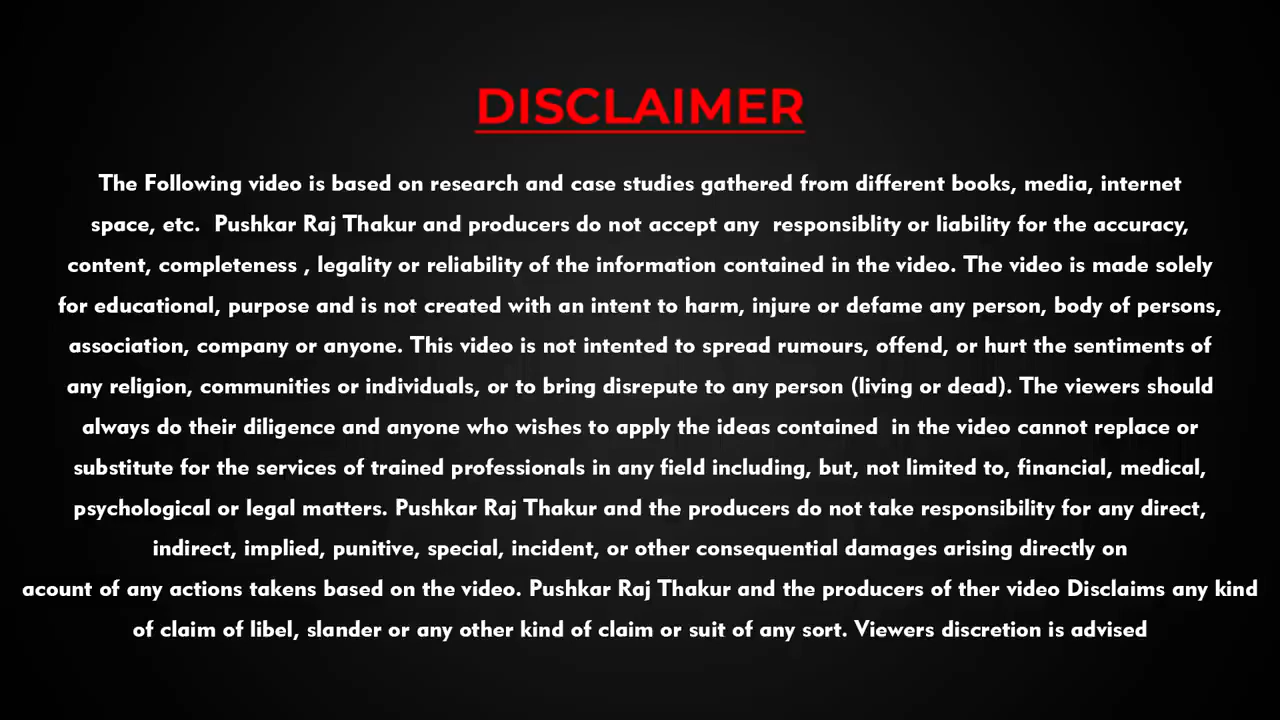 DISCLAIMER
The Following video is based on research and case studies gathered from different books, media, internet
space, etc.  Pushkar Raj Thakur and producers do not accept any  responsiblity or liability for the accuracy,
content, completeness , legality or reliability of the information contained in the video. The video is made solely
for educational, purpose and is not created with an intent to harm, injure or defame any person, body of persons,
association, company or anyone. This video is not intented to spread rumours, offend, or hurt the sentiments of
any religion, communities or individuals, or to bring disrepute to any person (living or dead). The viewers should
always do their diligence and anyone who wishes to apply the ideas contained  in the video cannot replace or
substitute for the services of trained professionals in any field including, but, not limited to, financial, medical,
psychological or legal matters. Pushkar Raj Thakur and the producers do not take responsibility for any direct,
indirect, implied, punitive, special, incident, or other consequential damages arising directly on
acount of any actions takens based on the video. Pushkar Raj Thakur and the producers of ther video Disclaims any kind
of claim of libel, slander or any other kind of claim or suit of any sort. Viewers discretion is advised